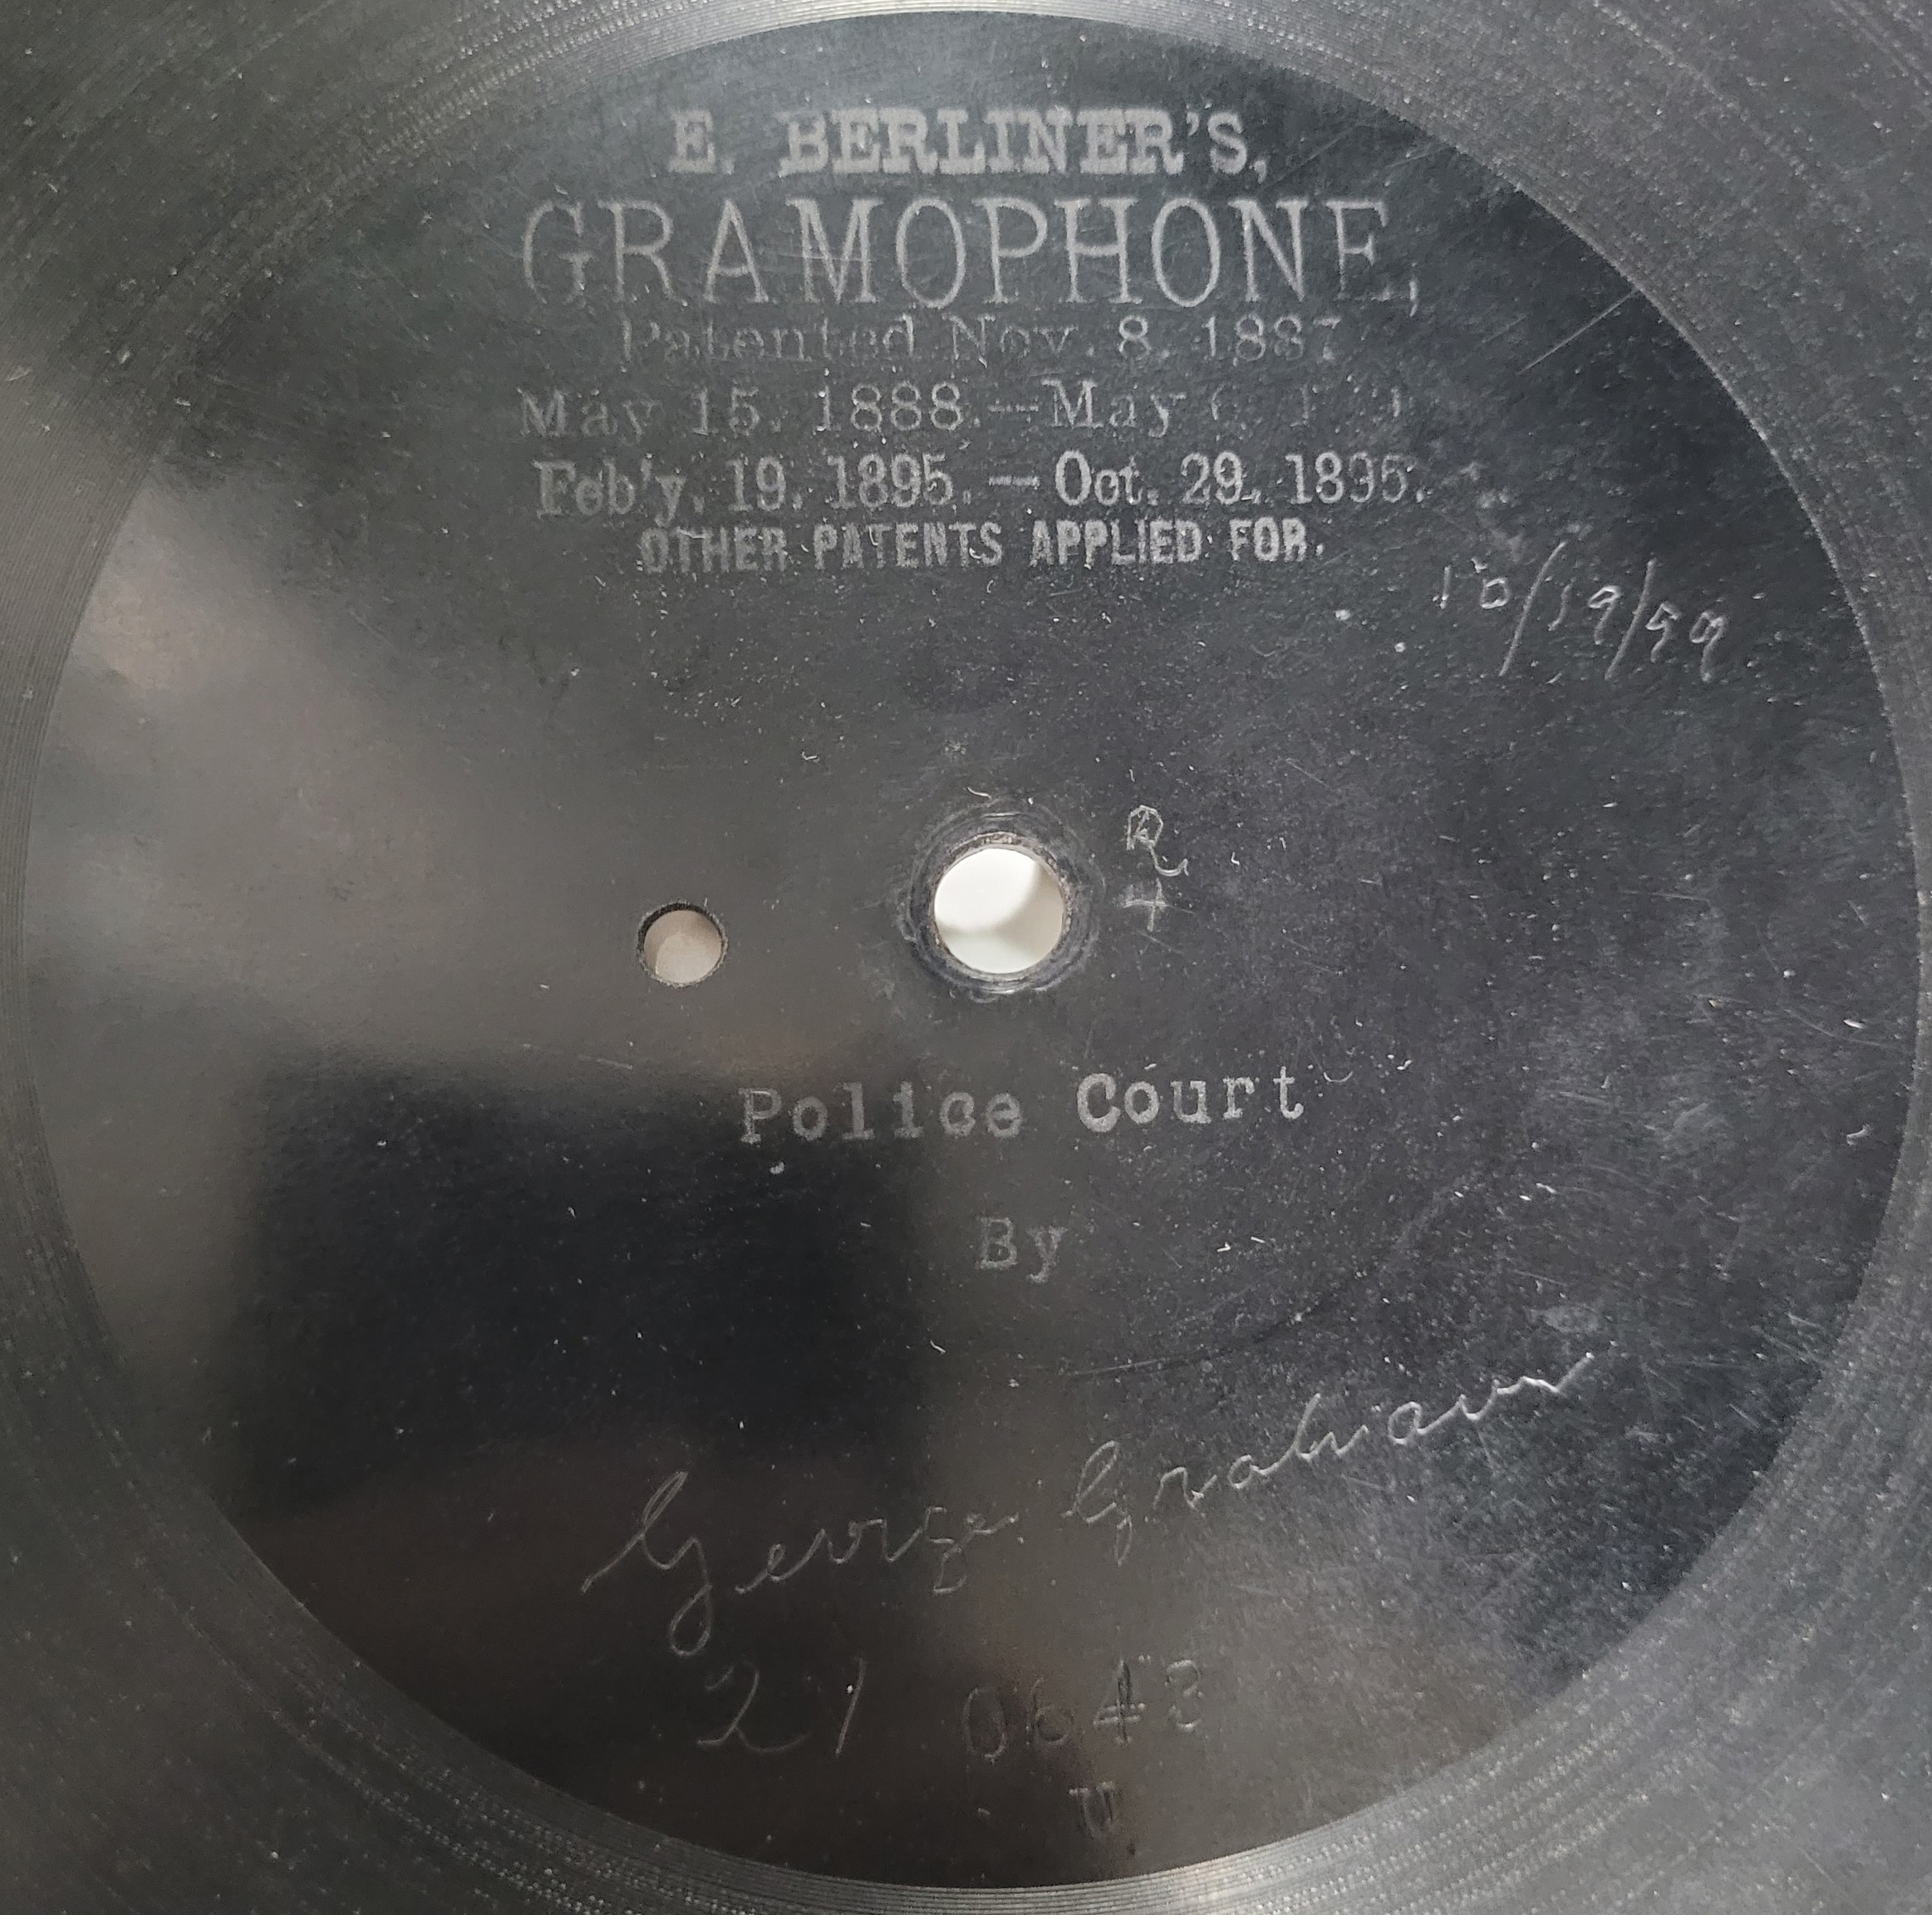 E. BERLINER'S,
GRAMOPHONE,
Patented Nov. 8, 1887
May 15, 1888.—May
Feb'y. 19. 1895. — Oct. 29. 1895.
OTHER PATENTS APPLIED FOR.
10/19/99
R
Police Court
By
George Graham
21 0643